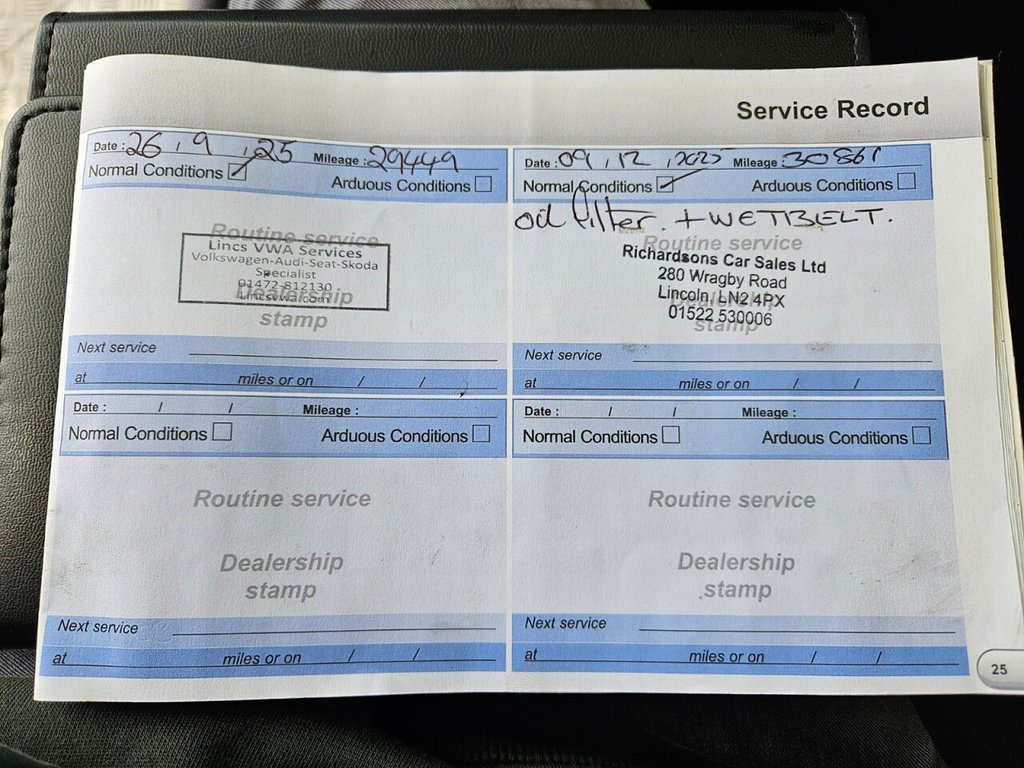 Service Record
Date : 26 / 9 / 25 Mileage : 29449
Normal Conditions Arduous Conditions
Routine service
Lincs VWA Services
Volkswagen-Audi-Seat-Skoda
Specialist
01472 812130
Lincsvwa.com
Dealership
stamp
Next service
at miles or on / /
Date : 09 / 12 / 2025 Mileage : 30861
Normal Conditions Arduous Conditions
oil filter. + WETBELT.
Routine service
Richardsons Car Sales Ltd
280 Wragby Road
Lincoln, LN2 4PX
01522 530006
stamp
Next service
at miles or on / /
Date : / / Mileage :
Normal Conditions Arduous Conditions
Routine service
Dealership
stamp
Next service
at miles or on / /
Date : / / Mileage :
Normal Conditions Arduous Conditions
Routine service
Dealership
stamp
Next service
at miles or on / /
25